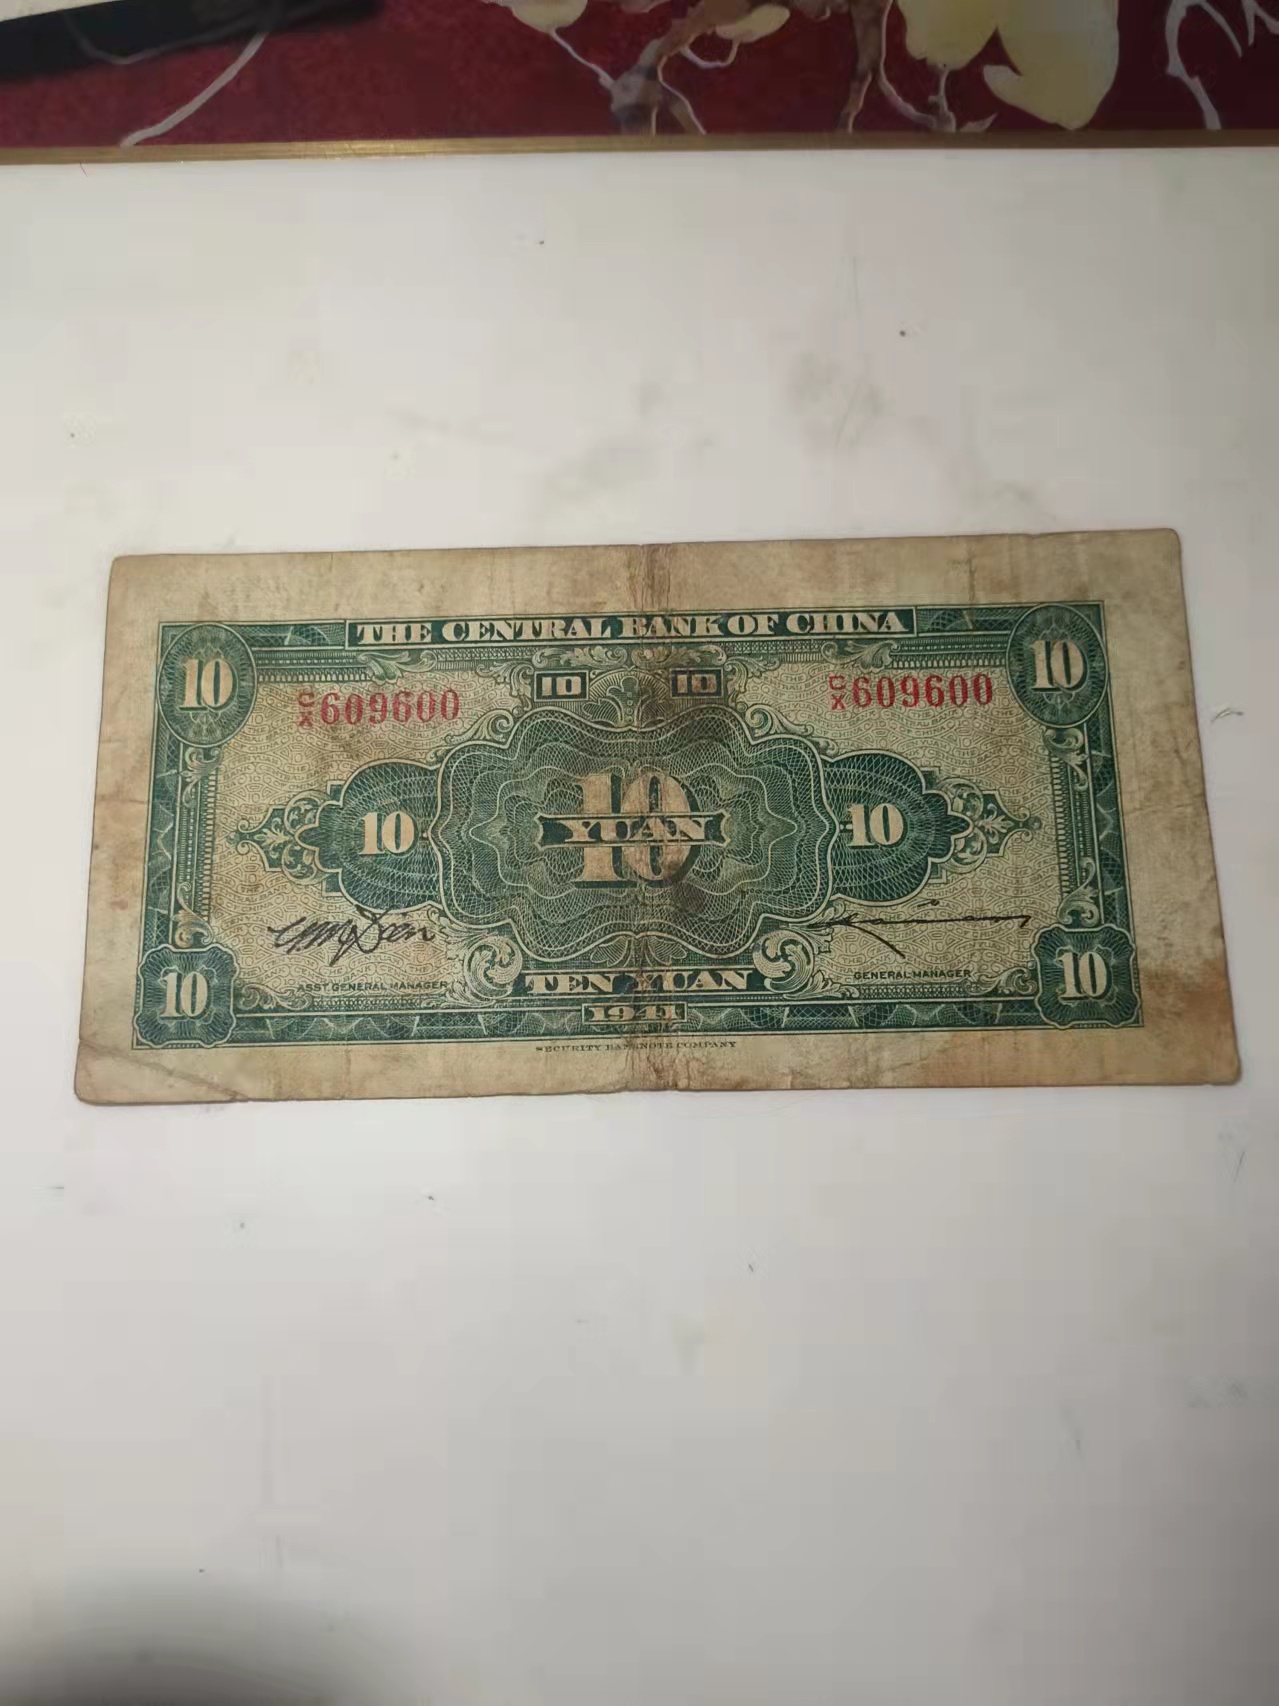 THE CENTRAL BANK OF CHINA
10 10
10 10
C/X 609600 C/X 609600
10
YUAN
10 10
ASST. GENERAL MANAGER GENERAL MANAGER
10 TEN YUAN 10
1941
SECURITY BANKNOTE COMPANY